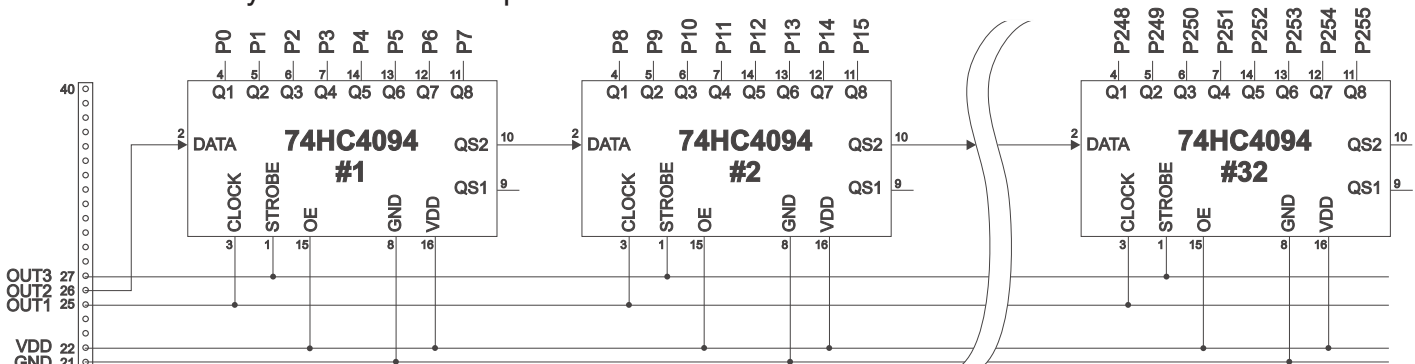 P0 P1 P2 P3 P4 P5 P6 P7 P8 P9 P10 P11 P12 P13 P14 P15 P248 P249 P250 P251 P252 P253 P254 P255
4 5 6 7 14 13 12 11 4 5 6 7 14 13 12 11 4 5 6 7 14 13 12 11
40 Q1 Q2 Q3 Q4 Q5 Q6 Q7 Q8 Q1 Q2 Q3 Q4 Q5 Q6 Q7 Q8 Q1 Q2 Q3 Q4 Q5 Q6 Q7 Q8
2 DATA 74HC4094 QS2 10 2 DATA 74HC4094 QS2 10 2 DATA 74HC4094 QS2 10
#1 QS1 9 #2 QS1 9 #32 QS1 9
CLOCK STROBE OE GND VDD CLOCK STROBE OE GND VDD CLOCK STROBE OE GND VDD
3 1 15 8 16 3 1 15 8 16 3 1 15 8 16
OUT3 27
OUT2 26
OUT1 25
VDD 22
GND 21